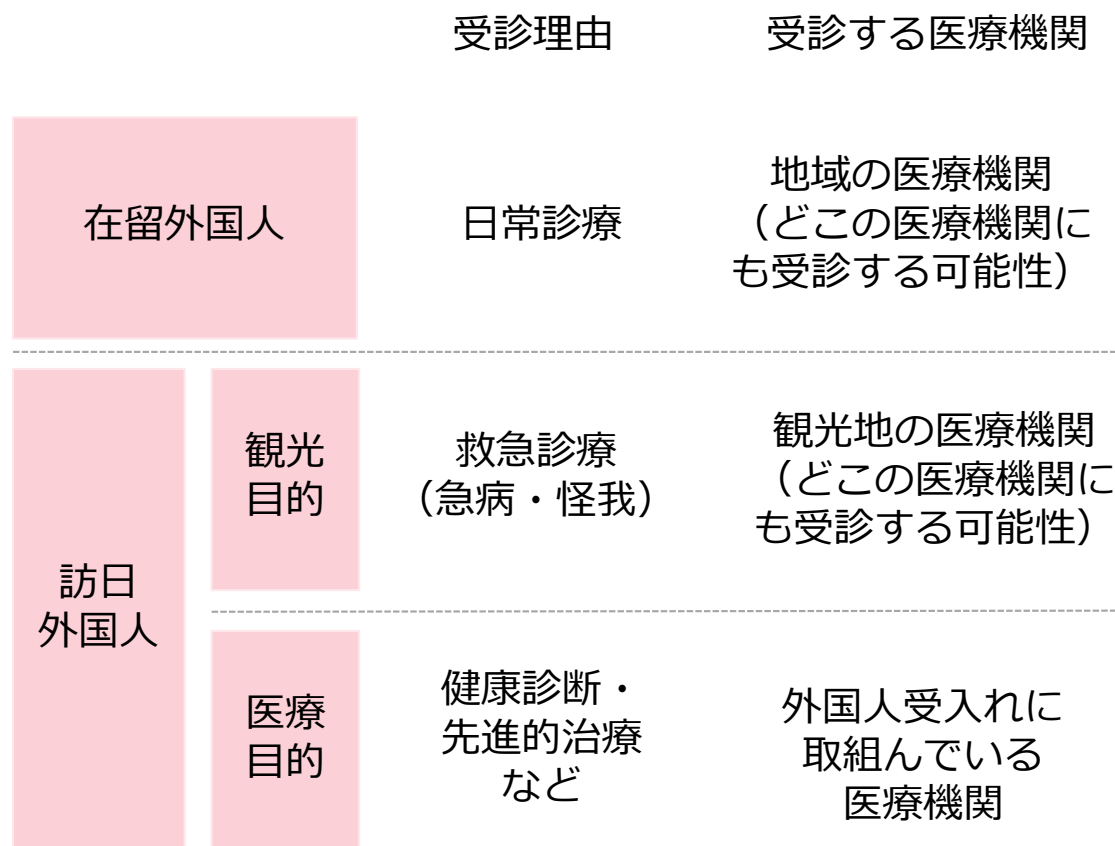 受診理由
受診する医療機関
在留外国人
日常診療
地域の医療機関
（どこの医療機関に
も受診する可能性）
訪日
外国人
観光
目的
救急診療
（急病・怪我）
観光地の医療機関
（どこの医療機関に
も受診する可能性）
医療
目的
健康診断・
先進的治療
など
外国人受入れに
取組んでいる
医療機関